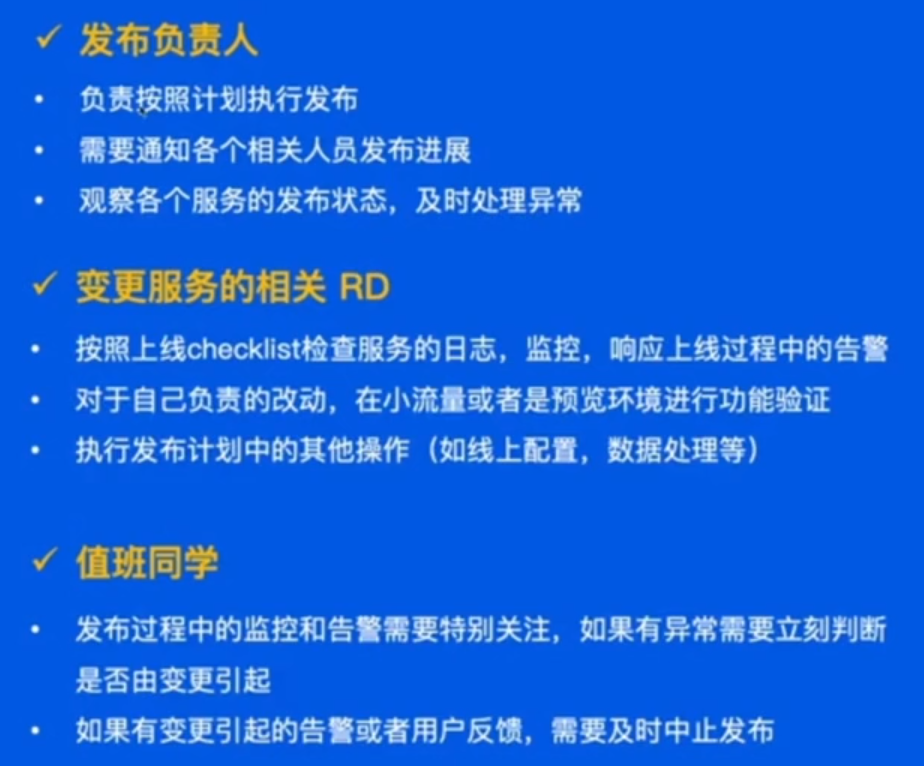 ✓ 发布负责人
• 负责按照计划执行发布
• 需要通知各个相关人员发布进展
• 观察各个服务的发布状态，及时处理异常
✓ 变更服务的相关 RD
• 按照上线checklist检查服务的日志，监控，响应上线过程中的告警
• 对于自己负责的改动，在小流量或者是预览环境进行功能验证
• 执行发布计划中的其他操作（如线上配置，数据处理等）
✓ 值班同学
• 发布过程中的监控和告警需要特别关注，如果有异常需要立刻判断
是否由变更引起
• 如果有变更引起的告警或者用户反馈，需要及时中止发布